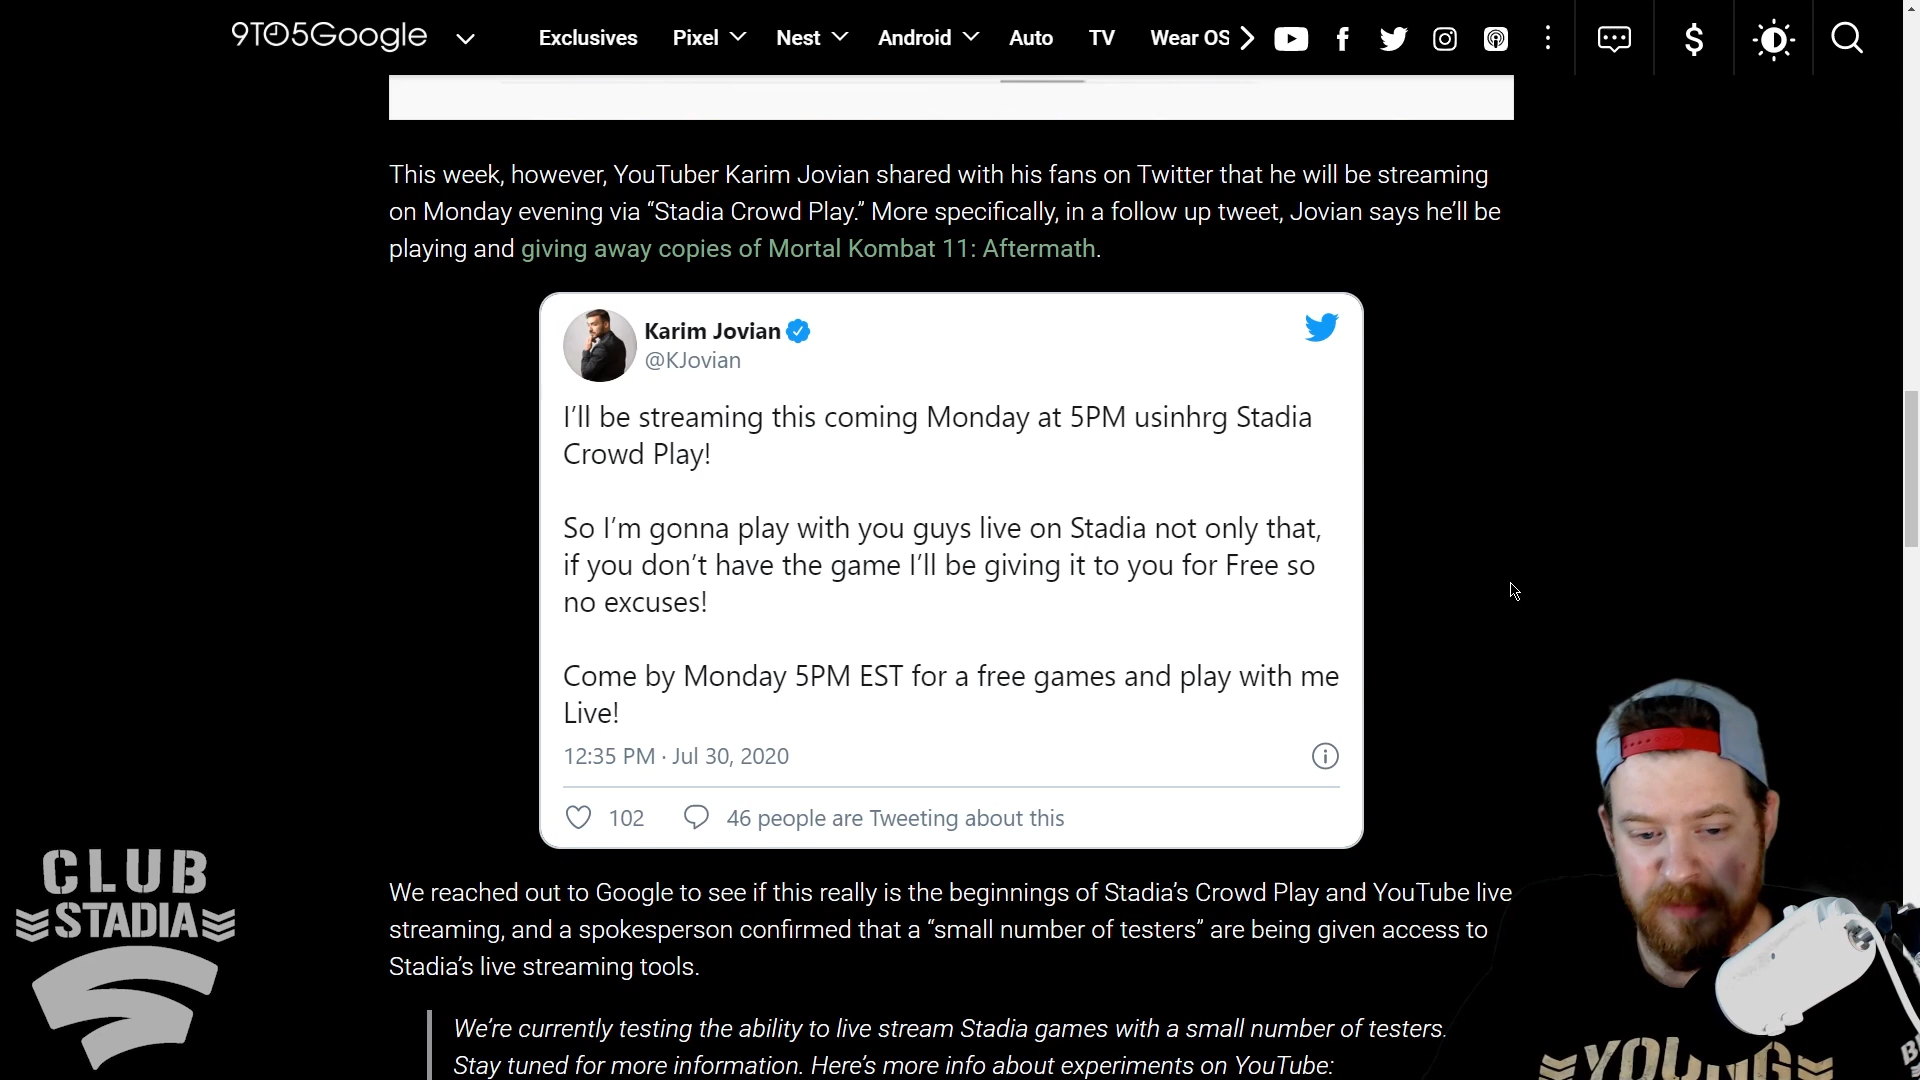 9TO5Google
Exclusives Pixel Nest Android Auto TV Wear OS
This week, however, YouTuber Karim Jovian shared with his fans on Twitter that he will be streaming
on Monday evening via “Stadia Crowd Play.” More specifically, in a follow up tweet, Jovian says he’ll be
playing and giving away copies of Mortal Kombat 11: Aftermath.
Karim Jovian
@KJovian
I’ll be streaming this coming Monday at 5PM usinhrg Stadia
Crowd Play!
So I’m gonna play with you guys live on Stadia not only that,
if you don’t have the game I’ll be giving it to you for Free so
no excuses!
Come by Monday 5PM EST for a free games and play with me
Live!
12:35 PM · Jul 30, 2020
102 46 people are Tweeting about this
We reached out to Google to see if this really is the beginnings of Stadia’s Crowd Play and YouTube live
streaming, and a spokesperson confirmed that a “small number of testers” are being given access to
Stadia’s live streaming tools.
We’re currently testing the ability to live stream Stadia games with a small number of testers.
Stay tuned for more information. Here’s more info about experiments on YouTube:
CLUB
STADIA
YOUNG